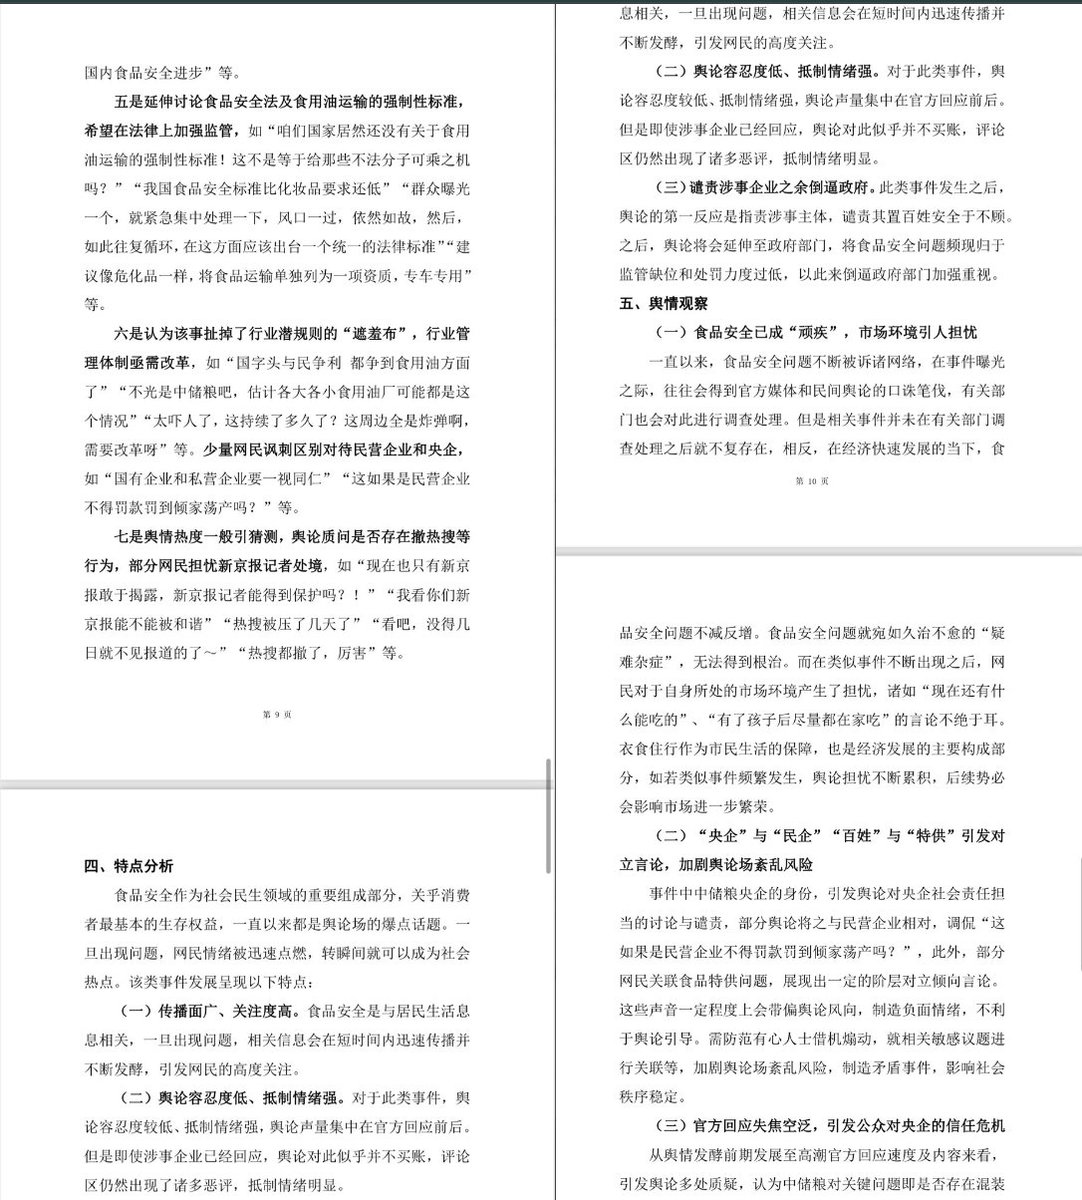 国内食品安全进步”等。
五是延伸讨论食品安全法及食用油运输的强制性标准，
希望在法律上加强监管，如“咱们国家居然还没有关于食用
油运输的强制性标准！这不是等于给那些不法分子可乘之机
吗？”“我国食品安全标准比化妆品要求还低”“群众曝光
一个，就紧急集中处理一下，风口一过，依然如故，然后，
如此往复循环，在这方面应该出台一个统一的法律标准”“建
议像危化品一样，将食品运输单独列为一项资质，专车专用”
等。
六是认为该事扯掉了行业潜规则的“遮羞布”，行业管
理体制亟需改革，如“国字头与民争利 都争到食用油方面
了”“不光是中储粮吧，估计各大各小食用油厂可能都是这
个情况”“太吓人了，这持续了多久了？这周边全是炸弹啊，
需要改革呀”等。少量网民讽刺区别对待民营企业和央企，
如“国有企业和私营企业要一视同仁”“这如果是民营企业
不得罚款罚到倾家荡产吗？”等。
七是舆情热度一般引猜测，舆论质问是否存在撤热搜等
行为，部分网民担忧新京报记者处境，如“现在也只有新京
报敢于揭露，新京报记者能得到保护吗？！”“我看你们新
京报能不能被和谐”“热搜被压了几天了”“看吧，没得几
日就不见报道的了～”“热搜都撤了，厉害”等。
第 9 页
四、特点分析
食品安全作为社会民生领域的重要组成部分，关乎消费
者最基本的生存权益，一直以来都是舆论场的爆点话题。一
旦出现问题，网民情绪被迅速点燃，转瞬间就可以成为社会
热点。该类事件发展呈现以下特点：
（一）传播面广、关注度高。食品安全是与居民生活息
息相关，一旦出现问题，相关信息会在短时间内迅速传播并
不断发酵，引发网民的高度关注。
（二）舆论容忍度低、抵制情绪强。对于此类事件，舆
论容忍度较低、抵制情绪强，舆论声量集中在官方回应前后。
但是即使涉事企业已经回应，舆论对此似乎并不买账，评论
区仍然出现了诸多恶评，抵制情绪明显。
息相关，一旦出现问题，相关信息会在短时间内迅速传播并
不断发酵，引发网民的高度关注。
（二）舆论容忍度低、抵制情绪强。对于此类事件，舆
论容忍度较低、抵制情绪强，舆论声量集中在官方回应前后。
但是即使涉事企业已经回应，舆论对此似乎并不买账，评论
区仍然出现了诸多恶评，抵制情绪明显。
（三）谴责涉事企业之余倒逼政府。此类事件发生之后，
舆论的第一反应是指责涉事主体，谴责其置百姓安全于不顾。
之后，舆论将会延伸至政府部门，将食品安全问题频现归于
监管缺位和处罚力度过低，以此来倒逼政府部门加强重视。
五、舆情观察
（一）食品安全已成“顽疾”，市场环境引人担忧
一直以来，食品安全问题不断被诉诸网络，在事件曝光
之际，往往会得到官方媒体和民间舆论的口诛笔伐，有关部
门也会对此进行调查处理。但是相关事件并未在有关部门调
查处理之后就不复存在，相反，在经济快速发展的当下，食
第 10 页
品安全问题不减反增。食品安全问题就宛如久治不愈的“疑
难杂症”，无法得到根治。而在类似事件不断出现之后，网
民对于自身所处的市场环境产生了担忧，诸如“现在还有什
么能吃的”、“有了孩子后尽量都在家吃”的言论不绝于耳。
衣食住行作为市民生活的保障，也是经济发展的主要构成部
分，如若类似事件频繁发生，舆论担忧不断累积，后续势必
会影响市场进一步繁荣。
（二）“央企”与“民企”“百姓”与“特供”引发对
立言论，加剧舆论场紊乱风险
事件中中储粮央企的身份，引发舆论对央企社会责任担
当的讨论与谴责，部分舆论将之与民营企业相对，调侃“这
如果是民营企业不得罚款罚到倾家荡产吗？”，此外，部分
网民关联食品特供问题，展现出一定的阶层对立倾向言论。
这些声音一定程度上会带偏舆论风向，制造负面情绪，不利
于舆论引导。需防范有心人士借机煽动，就相关敏感议题进
行关联等，加剧舆论场紊乱风险，制造矛盾事件，影响社会
秩序稳定。
（三）官方回应失焦空泛，引发公众对央企的信任危机
从舆情发酵前期发展至高潮官方回应速度及内容来看，
引发舆论多处质疑，认为中储粮对关键问题即是否存在混装